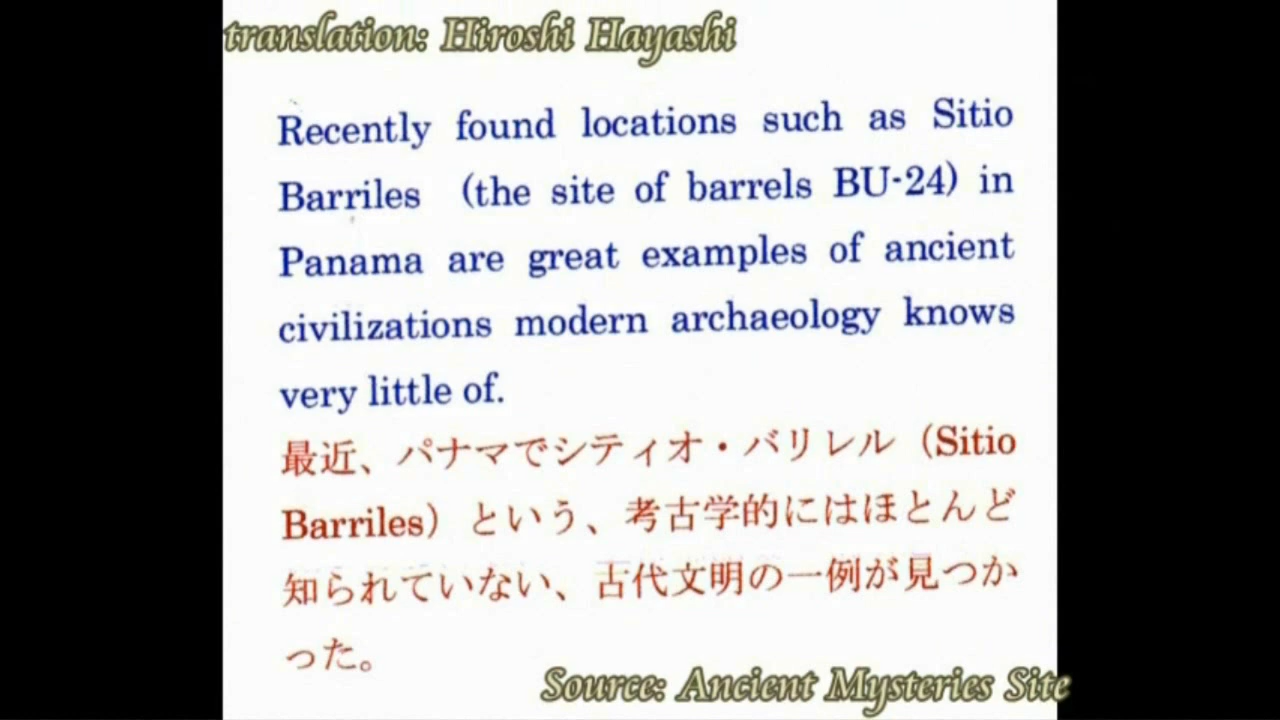 translation: Hiroshi Hayashi
Recently found locations such as Sitio
Barriles (the site of barrels BU-24) in
Panama are great examples of ancient
civilizations modern archaeology knows
very little of.
最近、パナマでシティオ・バリレル（Sitio
Barriles）という、考古学的にはほとんど
知られていない、古代文明の一例が見つか
った。
Source: Ancient Mysteries Site